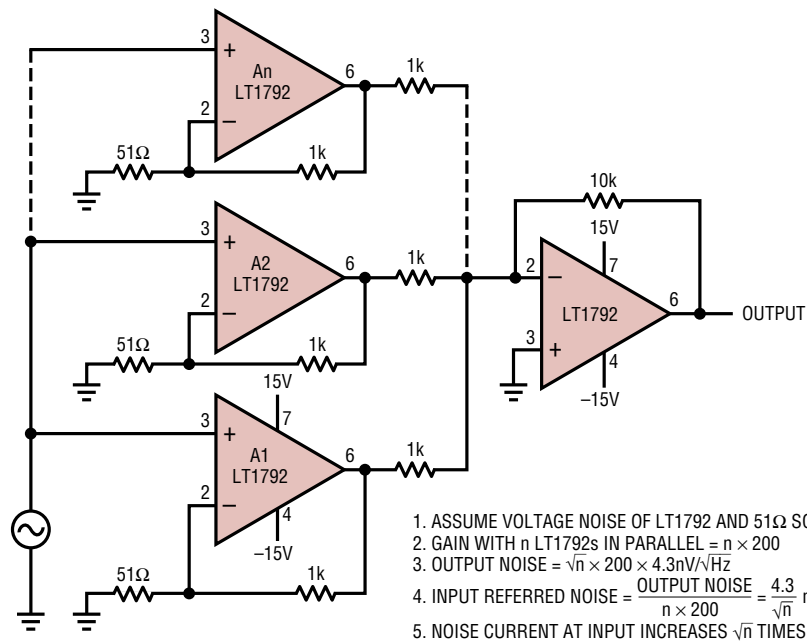 3
+
An
LT1792
6
1k
2
–
51Ω
1k
3
+
A2
LT1792
6
1k
2
–
51Ω
1k
10k
15V
2
–
7
LT1792
6
OUTPUT
3
+
4
–15V
15V
3
+
7
A1
LT1792
6
1k
2
–
4
–15V
51Ω
1k
1. ASSUME VOLTAGE NOISE OF LT1792 AND 51Ω
2. GAIN WITH n LT1792s IN PARALLEL = n × 200
3. OUTPUT NOISE = √n × 200 × 4.3nV/√Hz
4. INPUT REFERRED NOISE = OUTPUT NOISE / n × 200 = 4.3 / √n
5. NOISE CURRENT AT INPUT INCREASES √n TIMES